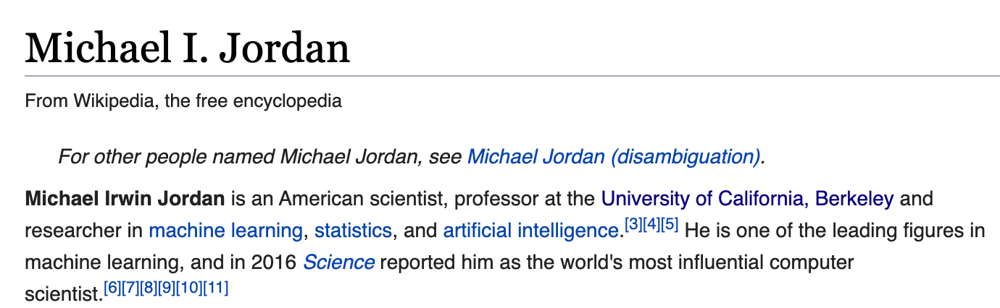 Michael I. Jordan
From Wikipedia, the free encyclopedia
For other people named Michael Jordan, see Michael Jordan (disambiguation).
Michael Irwin Jordan is an American scientist, professor at the University of California, Berkeley and
researcher in machine learning, statistics, and artificial intelligence.[3][4][5] He is one of the leading figures in
machine learning, and in 2016 Science reported him as the world's most influential computer
scientist.[6][7][8][9][10][11]